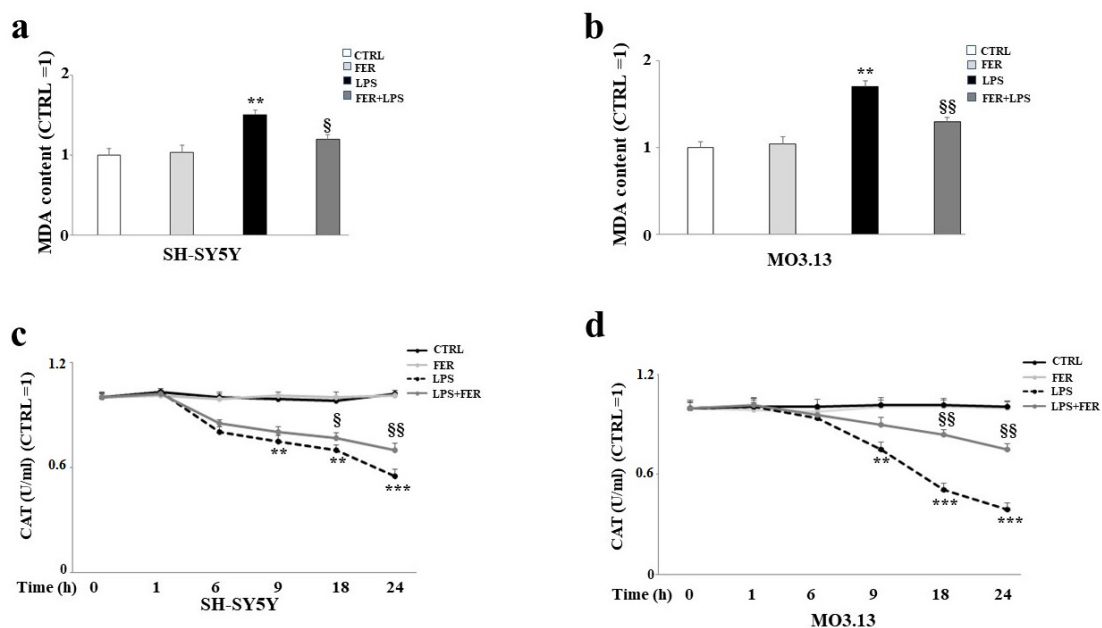 a
MDA content (CTRL =1)
2
1
0
**
§
CTRL
FER
LPS
FER+LPS
SH-SY5Y
b
MDA content (CTRL =1)
2
1
0
**
§§
CTRL
FER
LPS
FER+LPS
MO3.13
c
CAT (U/ml) (CTRL=1)
1.2
0.6
0
CTRL
FER
LPS
LPS+FER
§
§§
**
**
***
Time (h) 0 1 6 9 18 24
SH-SY5Y
d
CAT (U/ml) (CTRL=1)
1.2
0.6
0
CTRL
FER
LPS
LPS+FER
§§
§§
**
***
***
Time (h) 0 1 6 9 18 24
MO3.13